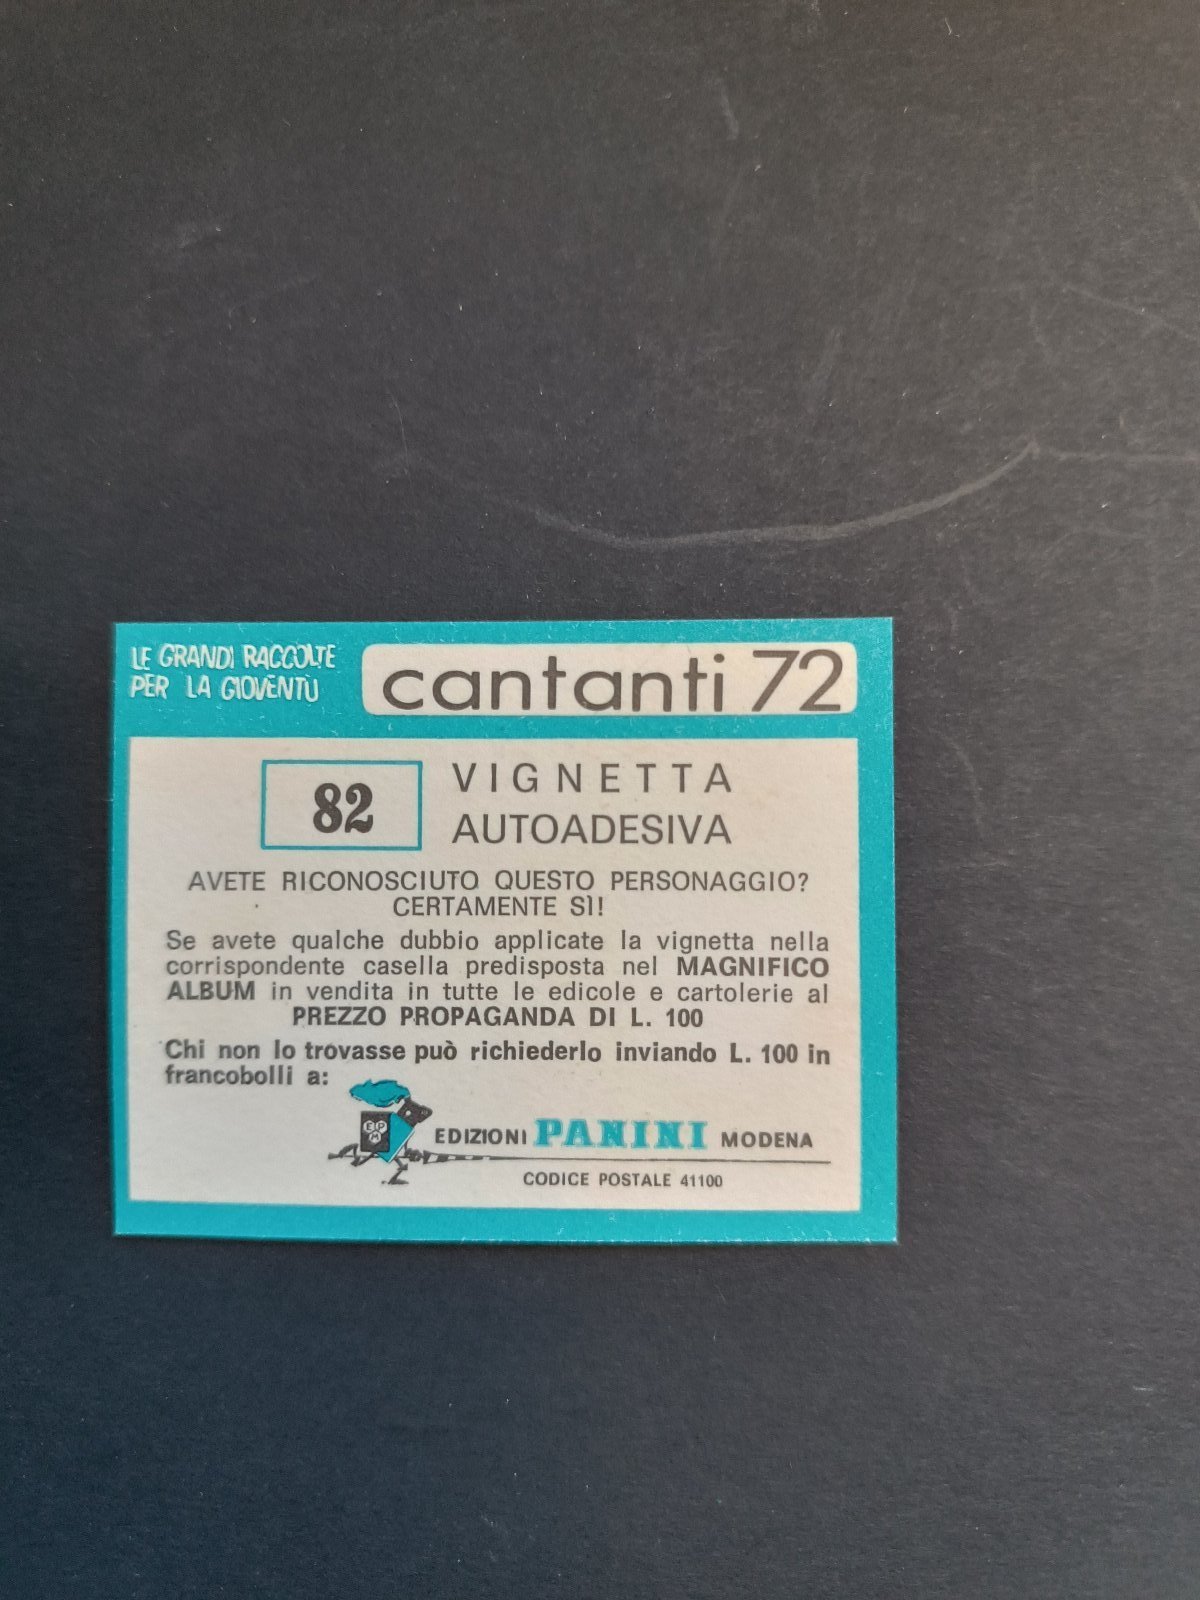 LE GRANDI RACCOLTE
PER LA GIOVENTÙ
cantanti 72
82
VIGNETTA
AUTOADESIVA
AVETE RICONOSCIUTO QUESTO PERSONAGGIO?
CERTAMENTE SÌ!
Se avete qualche dubbio applicate la vignetta nella
corrispondente casella predisposta nel MAGNIFICO
ALBUM in vendita in tutte le edicole e cartolerie al
PREZZO PROPAGANDA DI L. 100
Chi non lo trovasse può richiederlo inviando L. 100 in
francobolli a:
EPM
EDIZIONI PANINI MODENA
CODICE POSTALE 41100